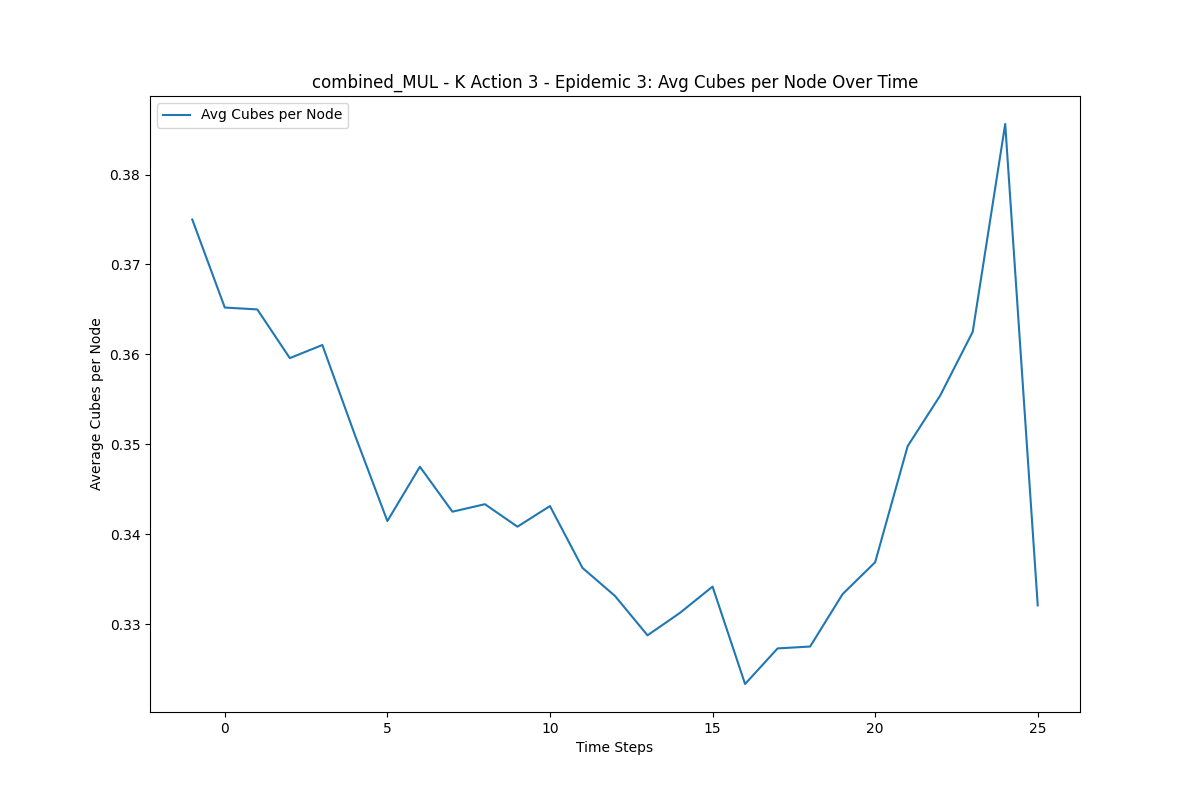 combined_MUL - K Action 3 - Epidemic 3: Avg Cubes per Node Over Time
Avg Cubes per Node
Average Cubes per Node
0.38
0.37
0.36
0.35
0.34
0.33
0 5 10 15 20 25
Time Steps